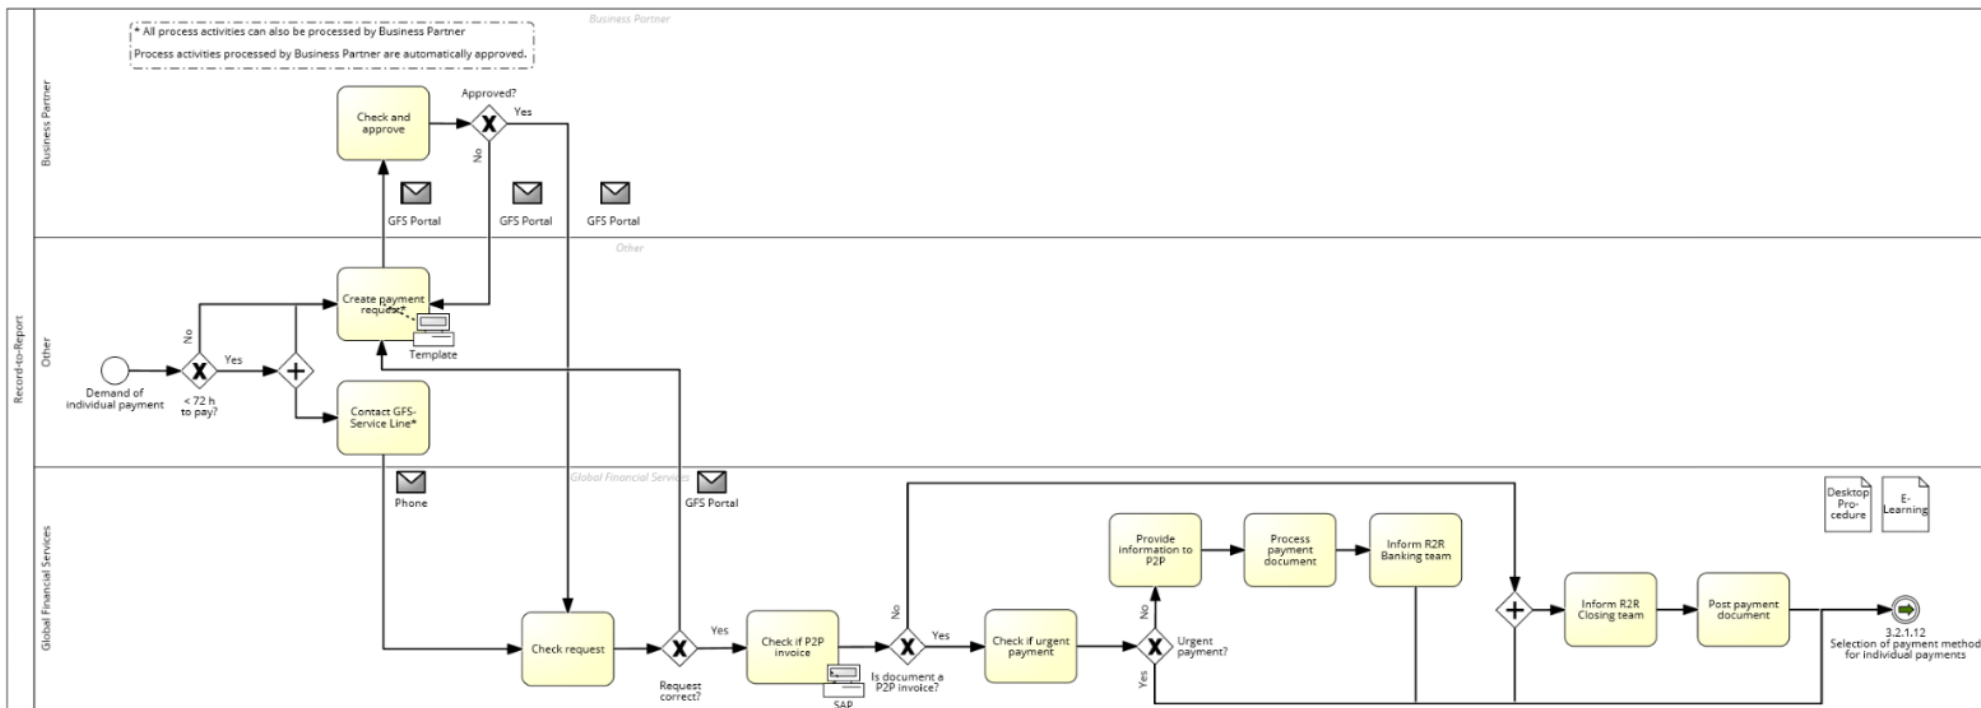 Record-to-Report
Business Partner
Business Partner
* All process activities can also be processed by Business Partner
Process activities processed by Business Partner are automatically approved.
Check and
approve
Approved?
Yes
No
GFS Portal
GFS Portal
GFS Portal
Other
Other
Demand of
individual payment
< 72 h
to pay?
No
Yes
Create payment
request*
Template
Contact GFS-
Service Line*
Global Financial Services
Global Financial Services
Phone
GFS Portal
Check request
Request
correct?
Yes
Check if P2P
invoice
SAP
Is document a
P2P invoice?
No
Yes
Check if urgent
payment
Urgent
payment?
No
Yes
Provide
information to
P2P
Process
payment
document
Inform R2R
Banking team
Inform R2R
Closing team
Post payment
document
Desktop
Pro-
cedure
E-
Learning
3.2.1.12
Selection of payment method
for individual payments